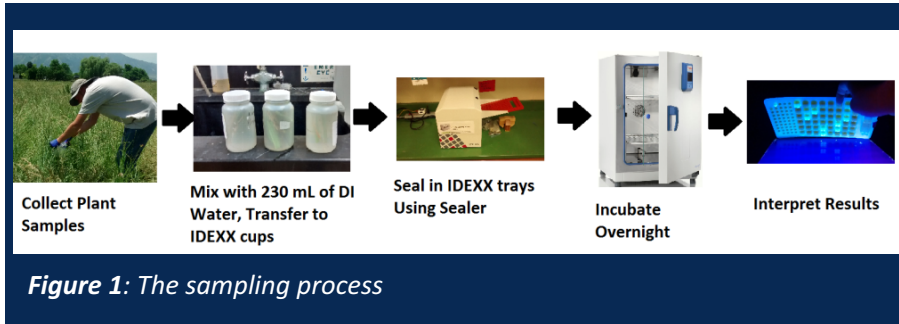 Collect Plant
Samples
Mix with 230 mL of DI
Water, Transfer to
IDEXX cups
Seal in IDEXX trays
Using Sealer
Incubate
Overnight
Interpret Results
Figure 1: The sampling process